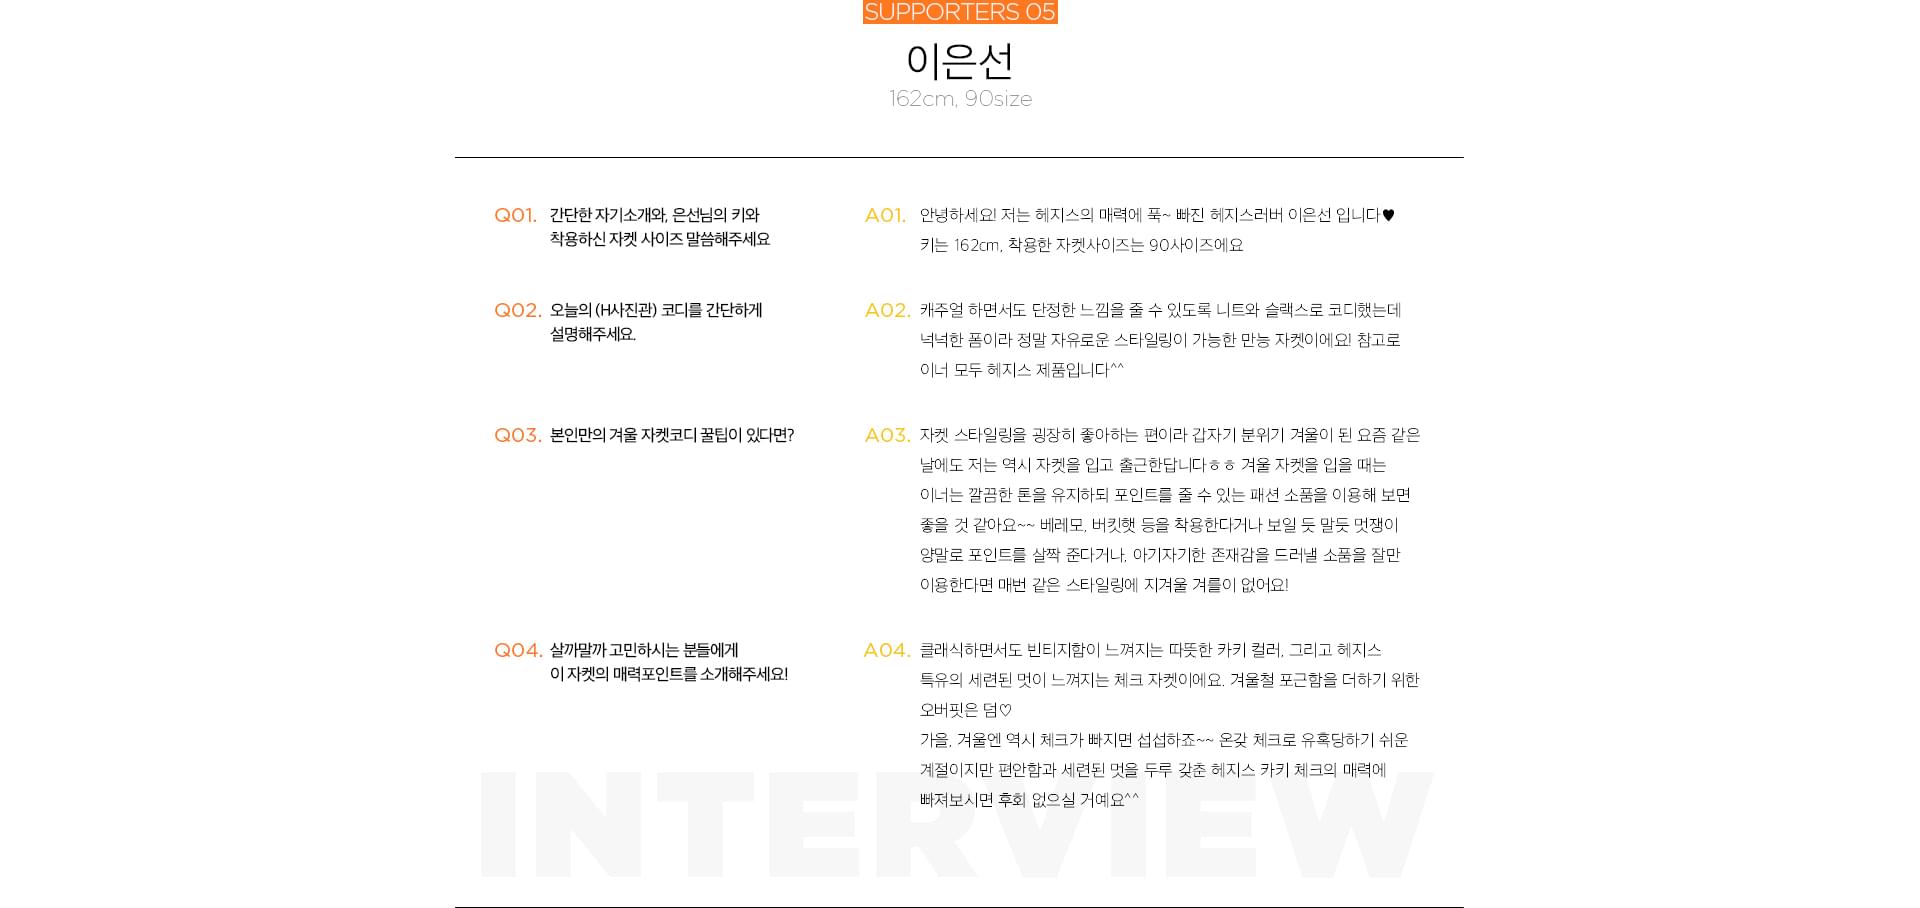 SUPPORTERS 05
이은선
162cm, 90size
Q01. 간단한 자기소개와, 은선님의 키와
착용하신 자켓 사이즈 말씀해주세요
A01. 안녕하세요! 저는 헤지스의 매력에 푹~ 빠진 헤지스러버 이은선 입니다♥
키는 162cm, 착용한 자켓사이즈는 90사이즈에요
Q02. 오늘의 (H사진관) 코디를 간단하게
설명해주세요.
A02. 캐주얼 하면서도 단정한 느낌을 줄 수 있도록 니트와 슬랙스로 코디했는데
넉넉한 폼이라 정말 자유로운 스타일링이 가능한 만능 자켓이에요! 참고로
이너 모두 헤지스 제품입니다^^
Q03. 본인만의 겨울 자켓코디 꿀팁이 있다면?
A03. 자켓 스타일링을 굉장히 좋아하는 편이라 갑자기 분위기 겨울이 된 요즘 같은
날에도 저는 역시 자켓을 입고 출근한답니다ㅎㅎ 겨울 자켓을 입을 때는
이너는 깔끔한 톤을 유지하되 포인트를 줄 수 있는 패션 소품을 이용해 보면
좋을 것 같아요~~ 베레모, 버킷햇 등을 착용한다거나 보일 듯 말듯 멋쟁이
양말로 포인트를 살짝 준다거나, 아기자기한 존재감을 드러낼 소품을 잘만
이용한다면 매번 같은 스타일링에 지겨울 겨를이 없어요!
Q04. 살까말까 고민하시는 분들에게
이 자켓의 매력포인트를 소개해주세요!
A04. 클래식하면서도 빈티지함이 느껴지는 따뜻한 카키 컬러, 그리고 헤지스
특유의 세련된 멋이 느껴지는 체크 자켓이에요. 겨울철 포근함을 더하기 위한
오버핏은 덤♡
가을, 겨울엔 역시 체크가 빠지면 섭섭하죠~~ 온갖 체크로 유혹당하기 쉬운
계절이지만 편안함과 세련된 멋을 두루 갖춘 헤지스 카키 체크의 매력에
빠져보시면 후회 없으실 거예요^^
INTERVIEW